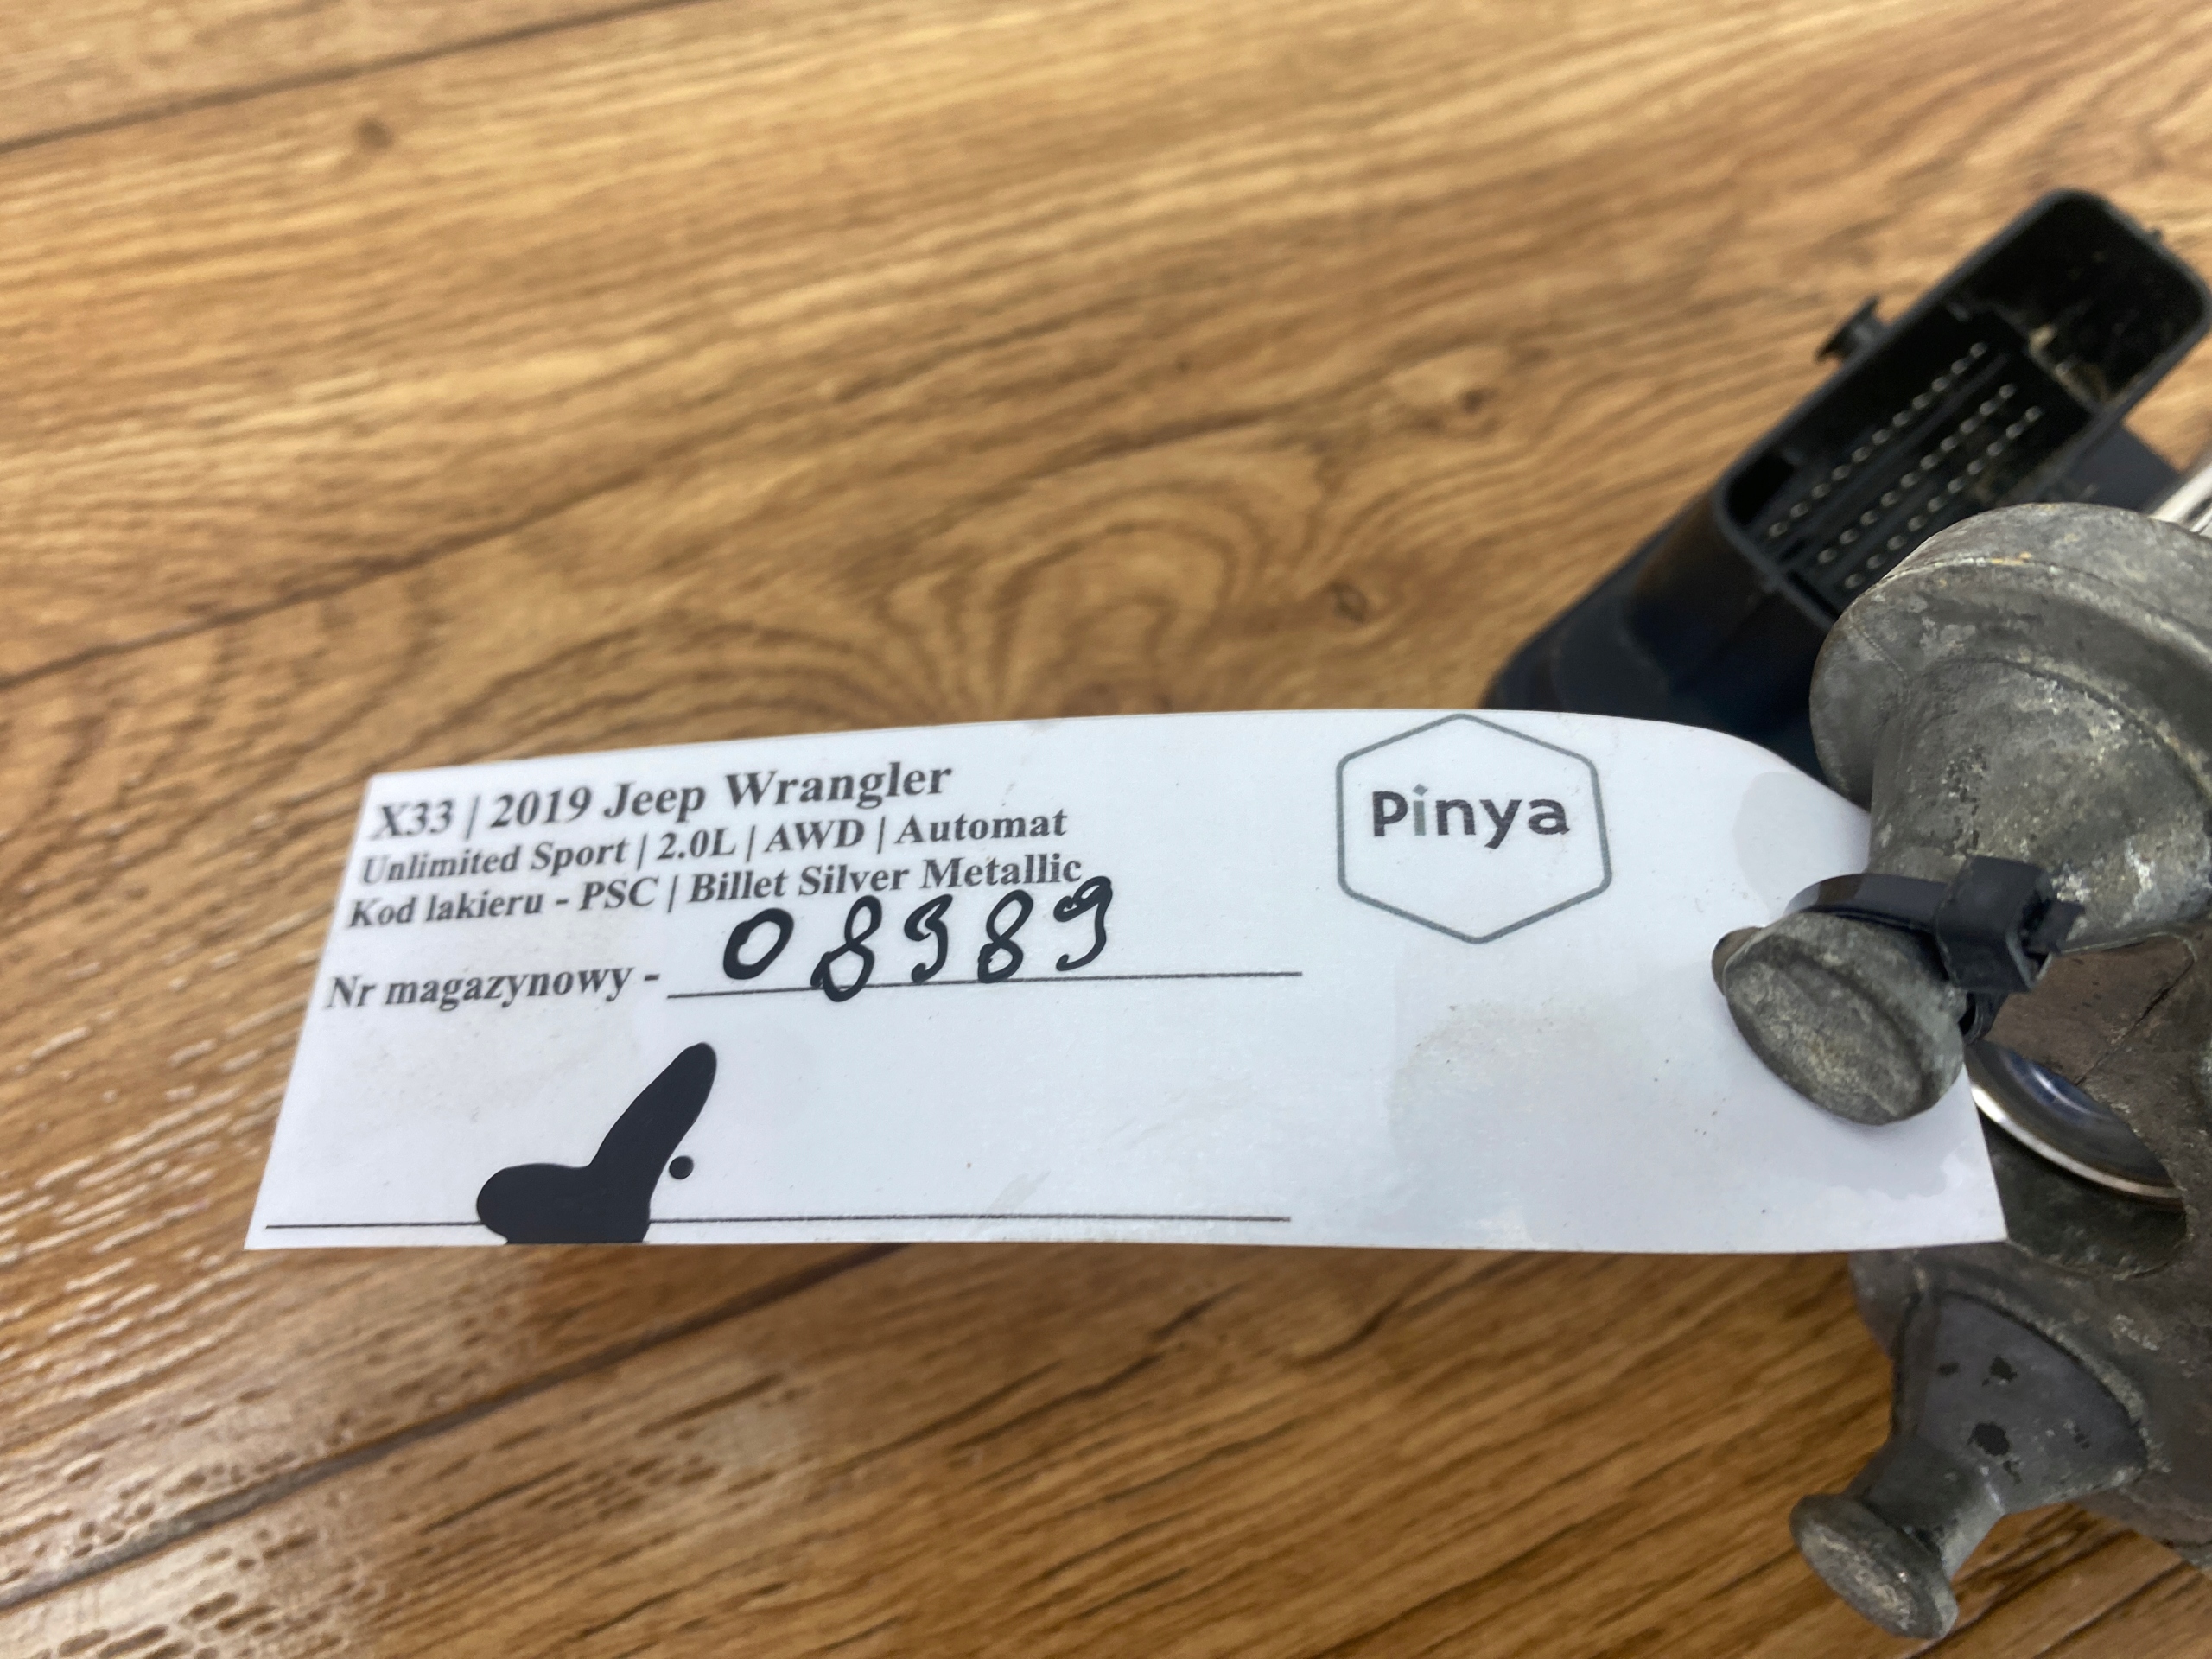 X33 | 2019 Jeep Wrangler
Unlimited Sport | 2.0L | AWD | Automat
Kod lakieru - PSC | Billet Silver Metallic
Nr magazynowy - 08989
Pinya